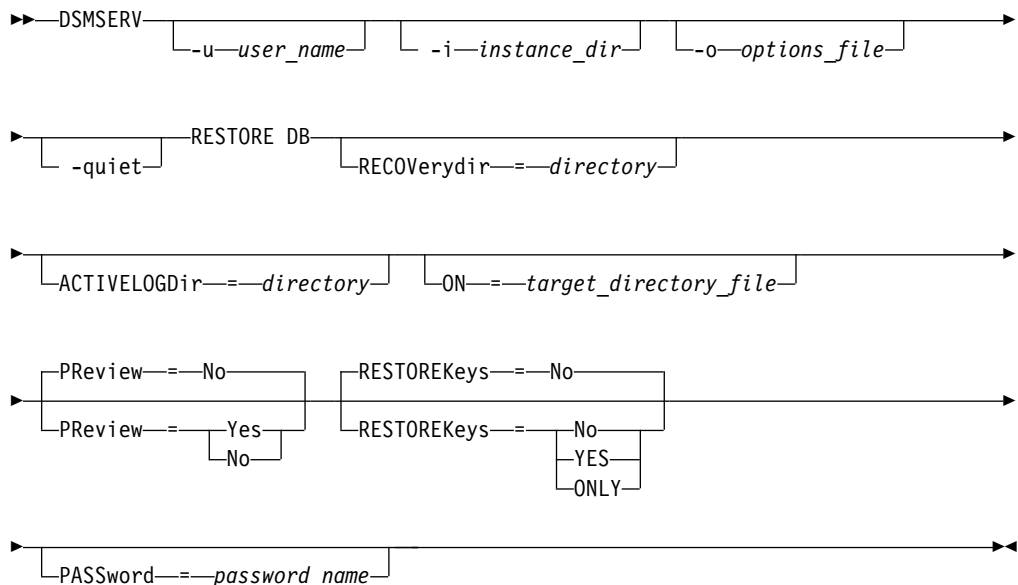 DSMSERV
-u user_name -i instance_dir -o options_file
-quiet RESTORE DB RECOVerydir = directory
ACTIVELOGDir = directory ON = target_directory_file
PReview = No RESTOREKeys = No
PReview = Yes RESTOREKeys = No
No YES
ONLY
PASSword = password_name